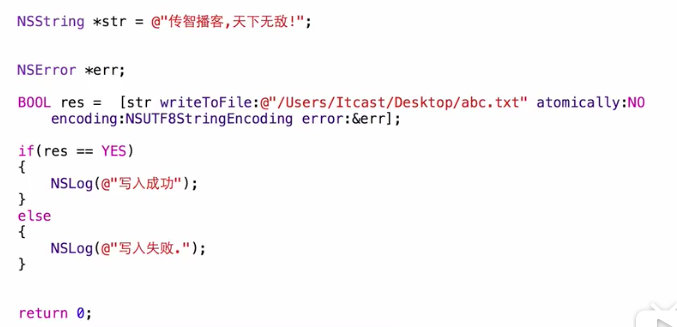 NSString *str = @"传智播客,天下无敌!";
NSError *err;
BOOL res =  [str writeToFile:@"/Users/Itcast/Desktop/abc.txt" atomically:NO
encoding:NSUTF8StringEncoding error:&err];
if(res == YES)
{
NSLog(@"写入成功");
}
else
{
NSLog(@"写入失败.");
}
return 0;